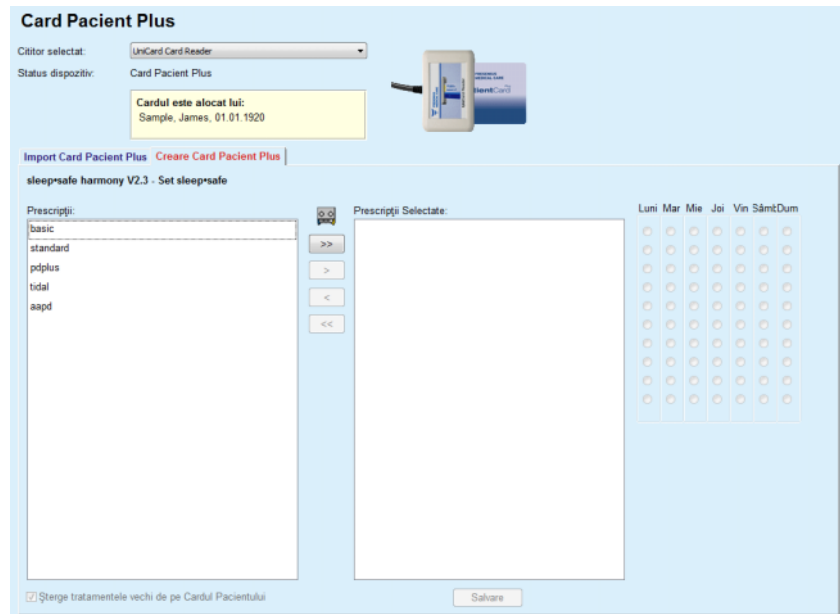 Card Pacient Plus
Cititor selectat: UniCard Card Reader
Status dispozitiv: Card Pacient Plus
Cardul este alocat lui:
Sample, James, 01.01.1920
Import Card Pacient Plus Creare Card Pacient Plus
sleep•safe harmony V2.3 - Set sleep•safe
Prescripţii: Prescripţii Selectate: Luni Mar Mie Joi Vin Sâmt Dum
basic
>>
standard
>
pdplus
tidal
<
aapd
<<
Şterge tratamentele vechi de pe Cardul Pacientului Salvare